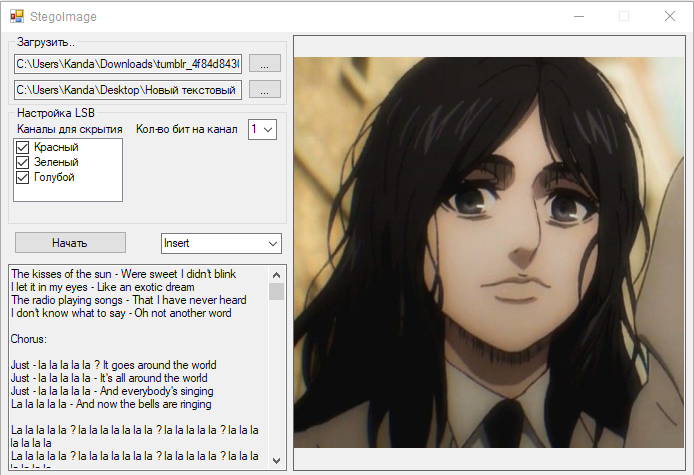 StegoImage
Загрузить..
C:\Users\Kanda\Downloads\tumblr_4f84d843(
...
C:\Users\Kanda\Desktop\Новый текстовый
...
Настройка LSB
Каналы для скрытия Кол-во бит на канал 1
Красный
Зеленый
Голубой
Начать Insert
The kisses of the sun - Were sweet I didn't blink
I let it in my eyes - Like an exotic dream
The radio playing songs - That I have never heard
I don't know what to say - Oh not another word
Chorus:
Just - la la la la la ? It goes around the world
Just - la la la la la - It's all around the world
Just - la la la la la - And everybody's singing
La la la la la - And now the bells are ringing
La la la la la ? la la la la la la ? la la la la la ? la la la
la la la la
La la la la la ? la la la la la la ? la la la la la ? la la la